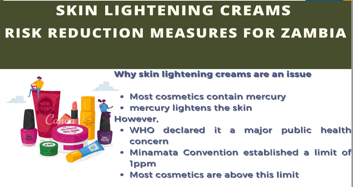 SKIN LIGHTENING CREAMS
RISK REDUCTION MEASURES FOR ZAMBIA
Why skin lightening creams are an issue
• Most cosmetics contain mercury
• mercury lightens the skin
However,
• WHO declared it a major public health
concern
• Minamata Convention established a limit of
1ppm
• Most cosmetics are above this limit